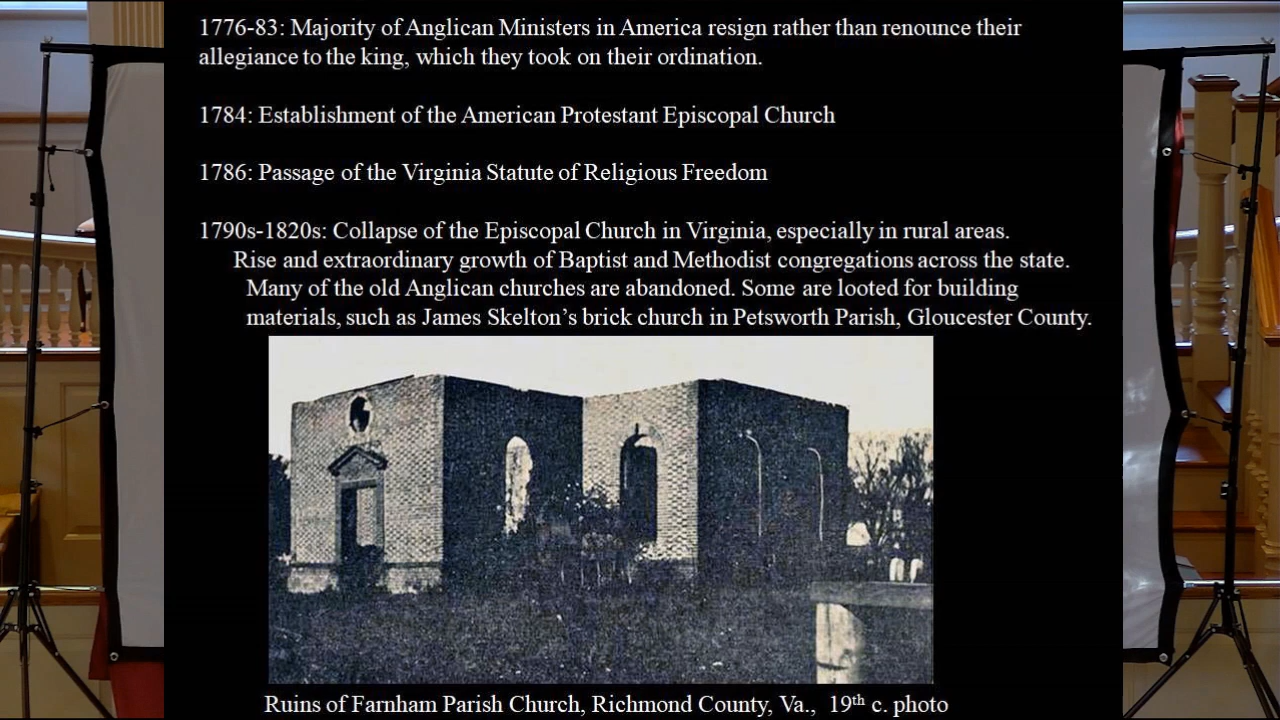 1776-83: Majority of Anglican Ministers in America resign rather than renounce their
allegiance to the king, which they took on their ordination.
1784: Establishment of the American Protestant Episcopal Church
1786: Passage of the Virginia Statute of Religious Freedom
1790s-1820s: Collapse of the Episcopal Church in Virginia, especially in rural areas.
Rise and extraordinary growth of Baptist and Methodist congregations across the state.
Many of the old Anglican churches are abandoned. Some are looted for building
materials, such as James Skelton’s brick church in Petsworth Parish, Gloucester County.
Ruins of Farnham Parish Church, Richmond County, Va., 19th c. photo